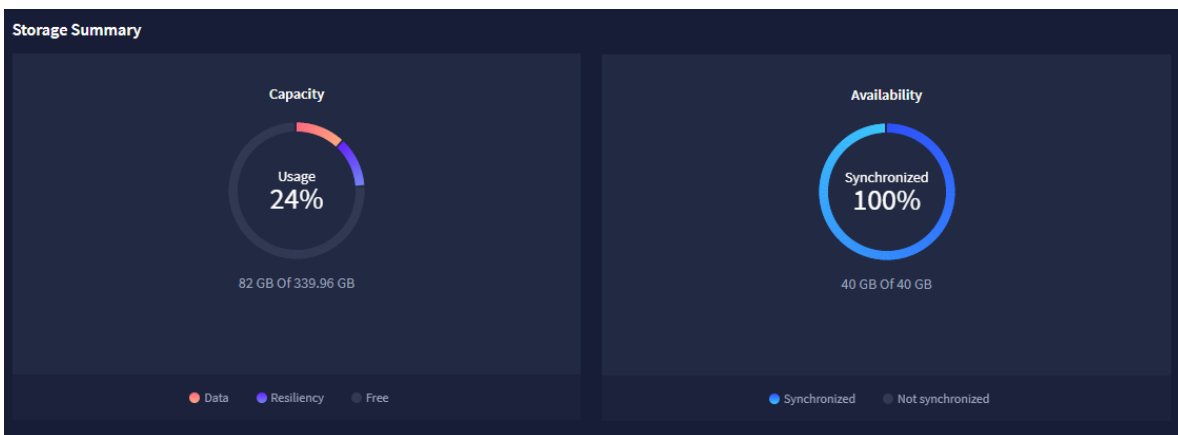 Storage Summary
Capacity
Usage
24%
82 GB Of 339.96 GB
Data
Resiliency
Free
Availability
Synchronized
100%
40 GB Of 40 GB
Synchronized
Not synchronized